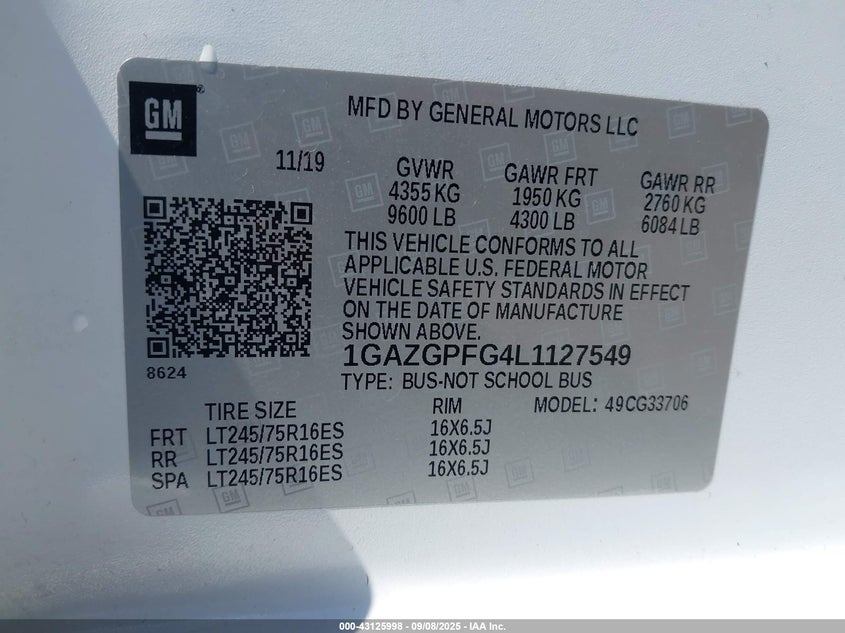 GM
MFD BY GENERAL MOTORS LLC
11/19 GVWR GAWR FRT GAWR RR
4355 KG 1950 KG 2760 KG
9600 LB 4300 LB 6084 LB
THIS VEHICLE CONFORMS TO ALL
APPLICABLE U.S. FEDERAL MOTOR
VEHICLE SAFETY STANDARDS IN EFFECT
ON THE DATE OF MANUFACTURE
SHOWN ABOVE.
1GAZGPFG4L1127549
8624
TYPE: BUS-NOT SCHOOL BUS
TIRE SIZE RIM MODEL: 49CG33706
FRT LT245/75R16ES 16X6.5J
RR LT245/75R16ES 16X6.5J
SPA LT245/75R16ES 16X6.5J
000-43125998 - 09/08/2025 - IAA Inc.